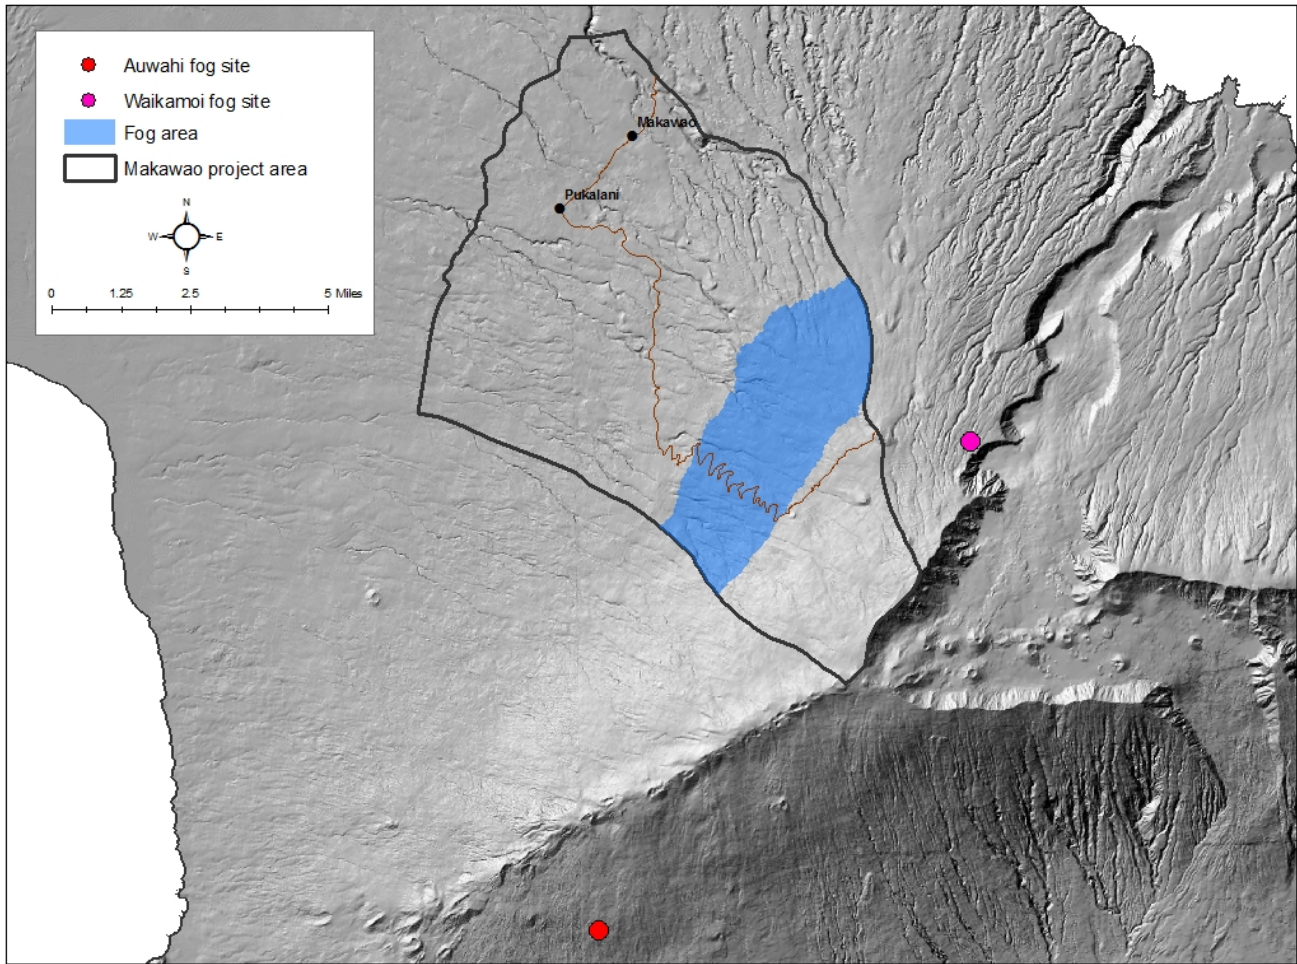 Auwahi fog site
Waikamoi fog site
Fog area
Makawao project area
N
W E
S
0 1.25 2.5 5 Miles
Makawao
Pukalani